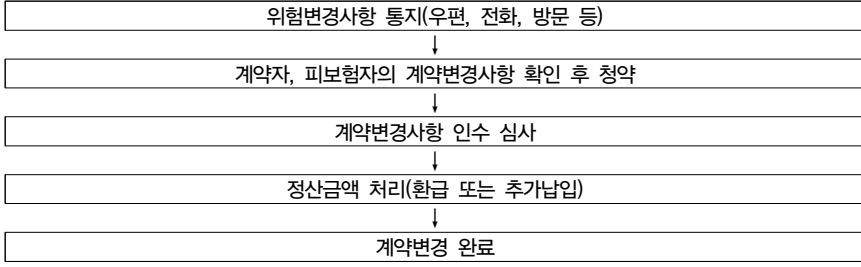 위험변경사항 통지(우편, 전화, 방문 등)
계약자, 피보험자의 계약변경사항 확인 후 청약
계약변경사항 인수 심사
정산금액 처리(환급 또는 추가납입)
계약변경 완료